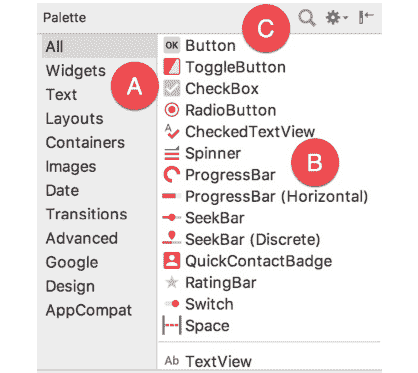 Palette
C
All
Widgets
Text
Layouts
Containers
Images
Date
Transitions
Advanced
Google
Design
AppCompat
A
OK Button
ToggleButton
CheckBox
RadioButton
A CheckedTextView
Spinner
ProgressBar
B
ProgressBar (Horizontal)
SeekBar
SeekBar (Discrete)
QuickContactBadge
RatingBar
Switch
Space
Ab TextView